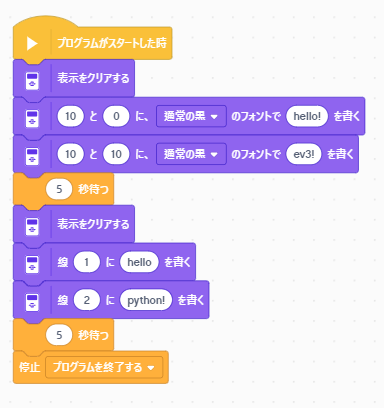 プログラムがスタートした時
表示をクリアする
10 と 0 に、 通常の黒 のフォントで hello! を書く
10 と 10 に、 通常の黒 のフォントで ev3! を書く
5 秒待つ
表示をクリアする
線 1 に hello を書く
線 2 に python! を書く
5 秒待つ
停止 プログラムを終了する